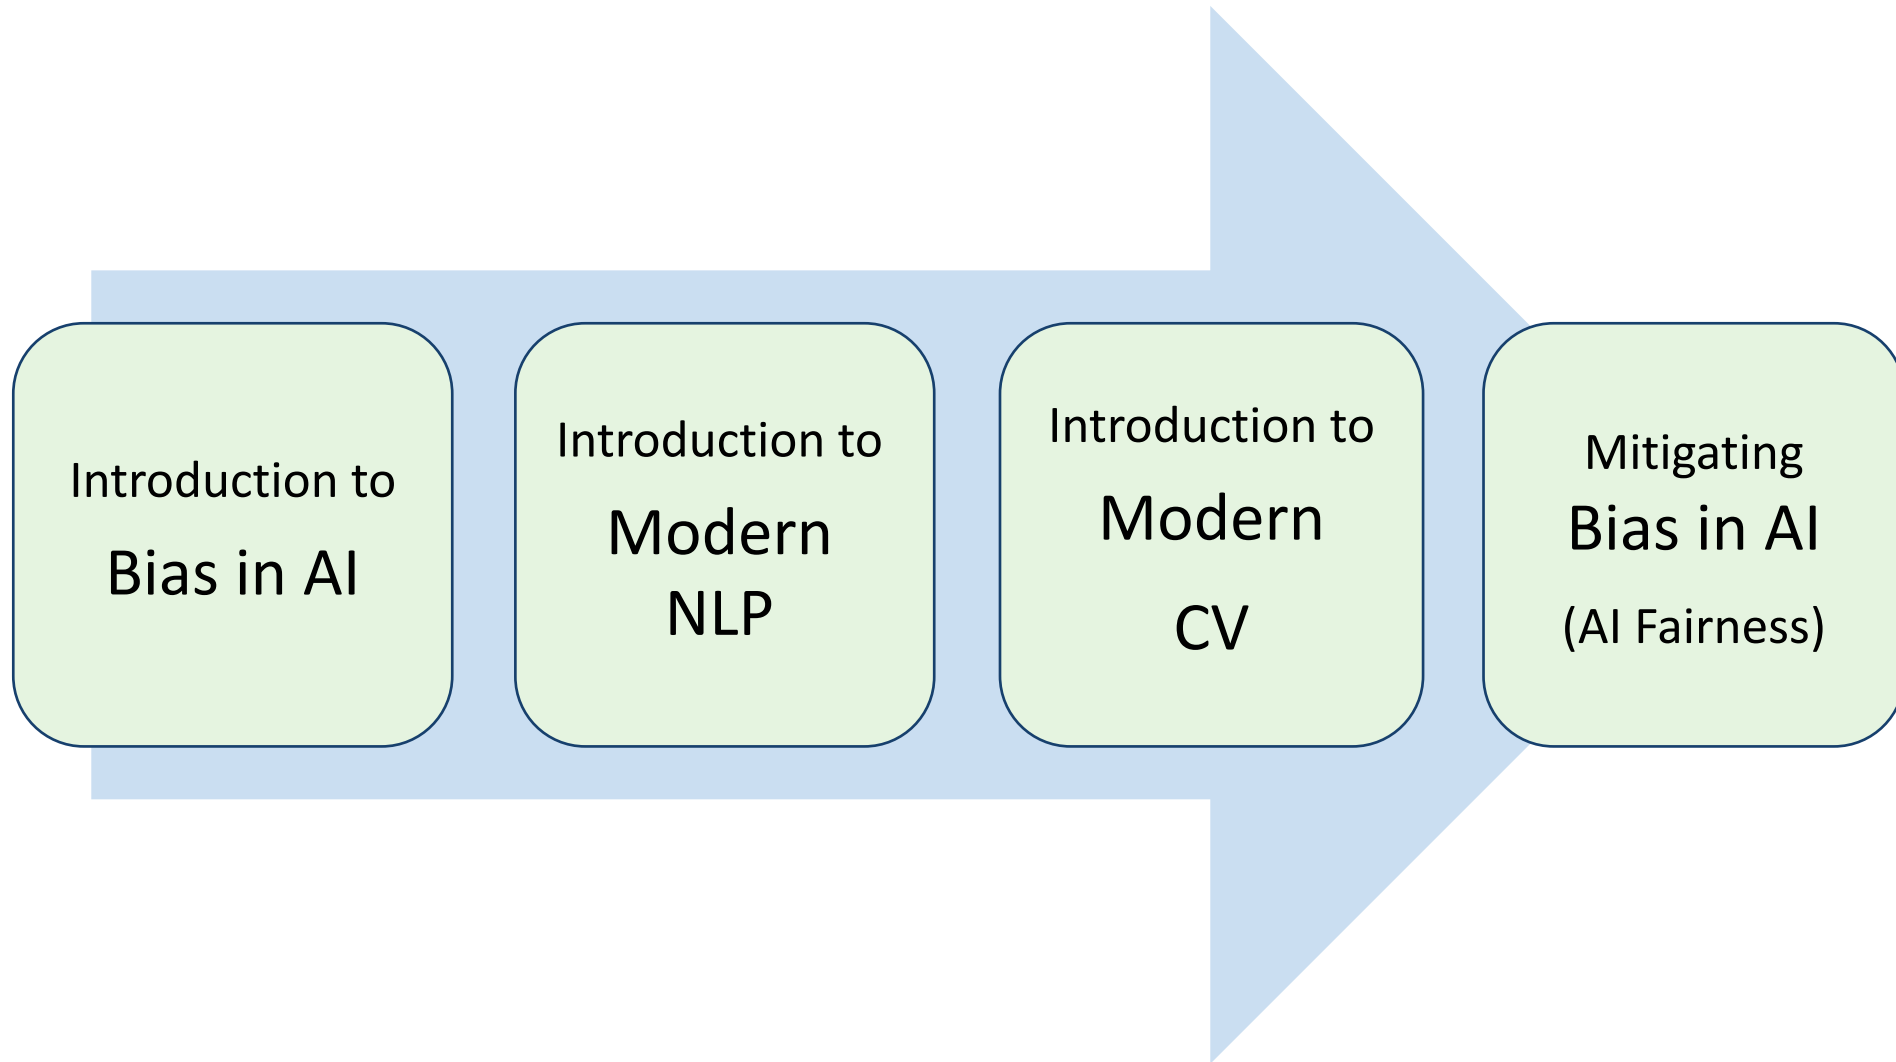 Introduction to
Bias in AI
Introduction to
Modern
NLP
Introduction to
Modern
CV
Mitigating
Bias in AI
(AI Fairness)